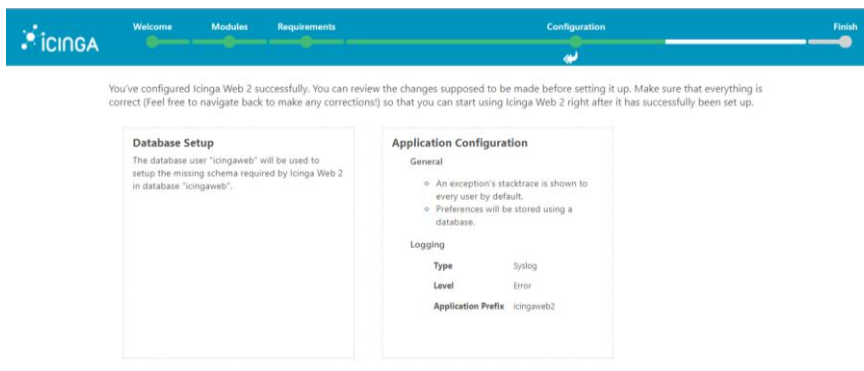 Welcome Modules Requirements Configuration Finish
ICINGA
You've configured Icinga Web 2 successfully. You can review the changes supposed to be made before setting it up. Make sure that everything is
correct (Feel free to navigate back to make any corrections!) so that you can start using Icinga Web 2 right after it has successfully been set up.
Database Setup
The database user "icingaweb" will be used to
setup the missing schema required by Icinga Web 2
in database "icingaweb".
Application Configuration
General
An exception's stacktrace is shown to
every user by default.
Preferences will be stored using a
database.
Logging
Type Syslog
Level Error
Application Prefix icingaweb2